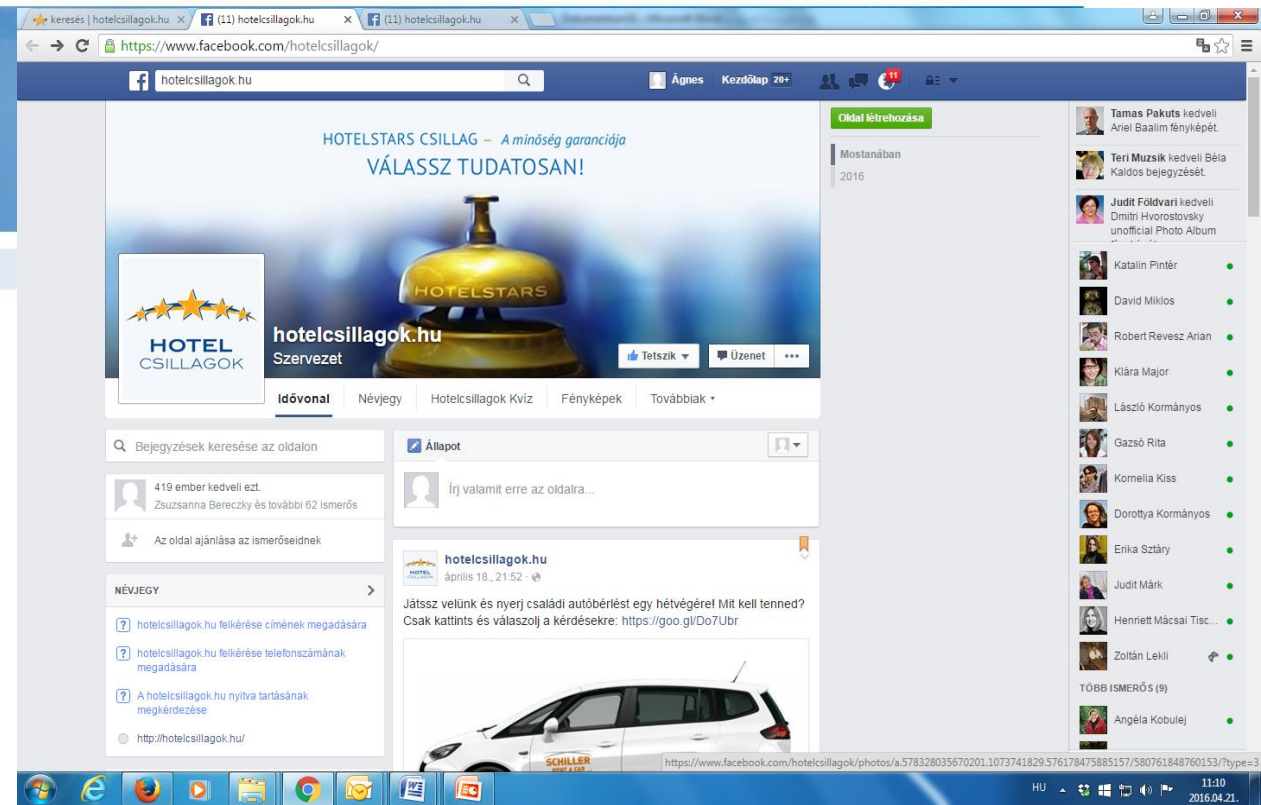 keresés | hotelcsillagok.hu
(11) hotelcsillagok.hu
(11) hotelcsillagok.hu
https://www.facebook.com/hotelcsillagok/
hotelcsillagok.hu
Ágnes Kezdőlap 20+ 11
HOTELSTARS CSILLAG – A minőség garanciája
VÁLASSZ TUDATOSAN!
HOTELSTARS
HOTEL
CSILLAGOK
hotelcsillagok.hu
Szervezet
Tetszik Üzenet
Idővonal Névjegy Hotelcsillagok Kvíz Fényképek Továbbiak
Oldal létrehozása
Mostanában
2016
Bejegyzések keresése az oldalon
419 ember kedveli ezt.
Zsuzsanna Bereczky és további 62 ismerős
Az oldal ajánlása az ismerőseidnek
NÉVJEGY
hotelcsillagok.hu felkérése címének megadására
hotelcsillagok.hu felkérése telefonszámának
megadására
A hotelcsillagok.hu nyitva tartásának
megkérdezése
http://hotelcsillagok.hu/
Állapot
Írj valamit erre az oldalra...
HOTEL
CSILLAGOK
hotelcsillagok.hu
április 18., 21:52 ·
Játssz velünk és nyerj családi autóbérlést egy hétvégére! Mit kell tenned?
Csak kattints és válaszolj a kérdésekre: https://goo.gl/Do7Ubr
SCHILLER
RENT A CAR
Tamas Pakuts kedveli
Ariel Baalim fényképét.
Teri Muzsik kedveli Béla
Kaldos bejegyzését.
Judit Földvari kedveli
Dmitri Hvorostovsky
unofficial Photo Album
Katalin Pintèr
David Miklos
Robert Revesz Arian
Klára Major
László Kormányos
Gazsó Rita
Kornelia Kiss
Dorottya Kormányos
Erika Sztáry
Judit Márk
Henriett Mácsai Tisc...
Zoltán Lekli
TÖBB ISMERŐS (9)
Angéla Kobulej
https://www.facebook.com/hotelcsillagok/photos/a.578328035670201.1073741829.576178475885157/580761848760153/?type=3
HU
11:10
2016.04.21.